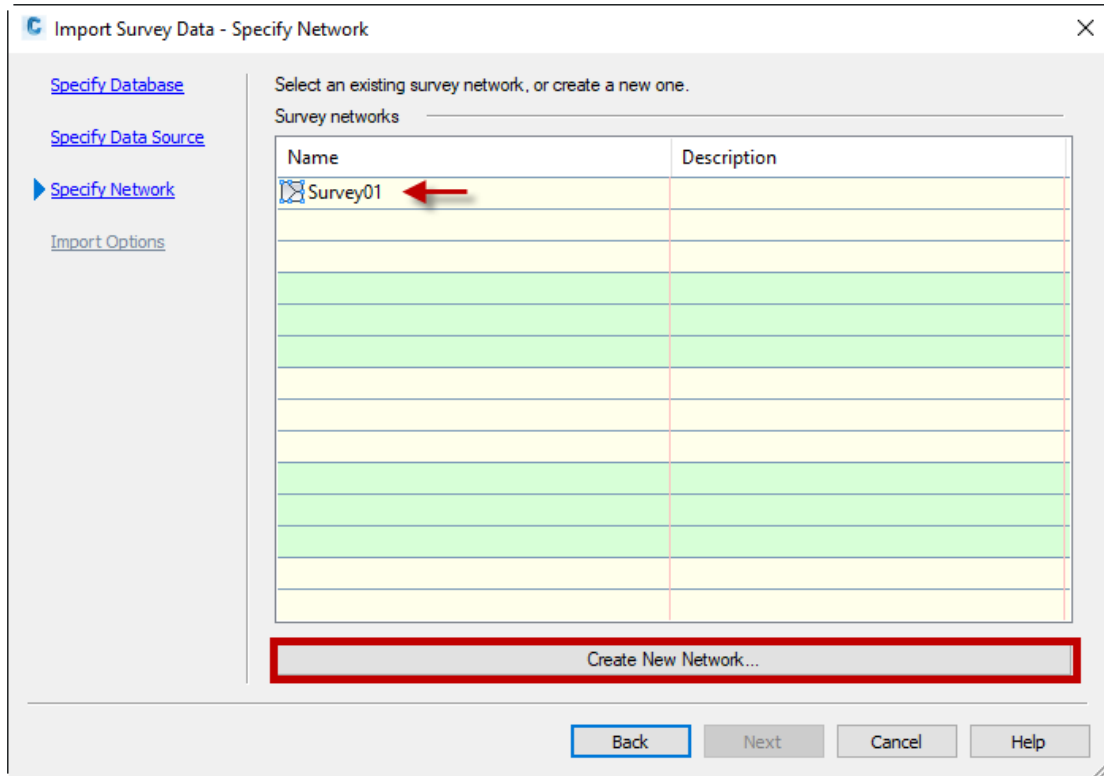 Import Survey Data - Specify Network
Specify Database
Specify Data Source
Specify Network
Import Options
Select an existing survey network, or create a new one.
Survey networks
Name Description
Survey01
Create New Network...
Back Next Cancel Help